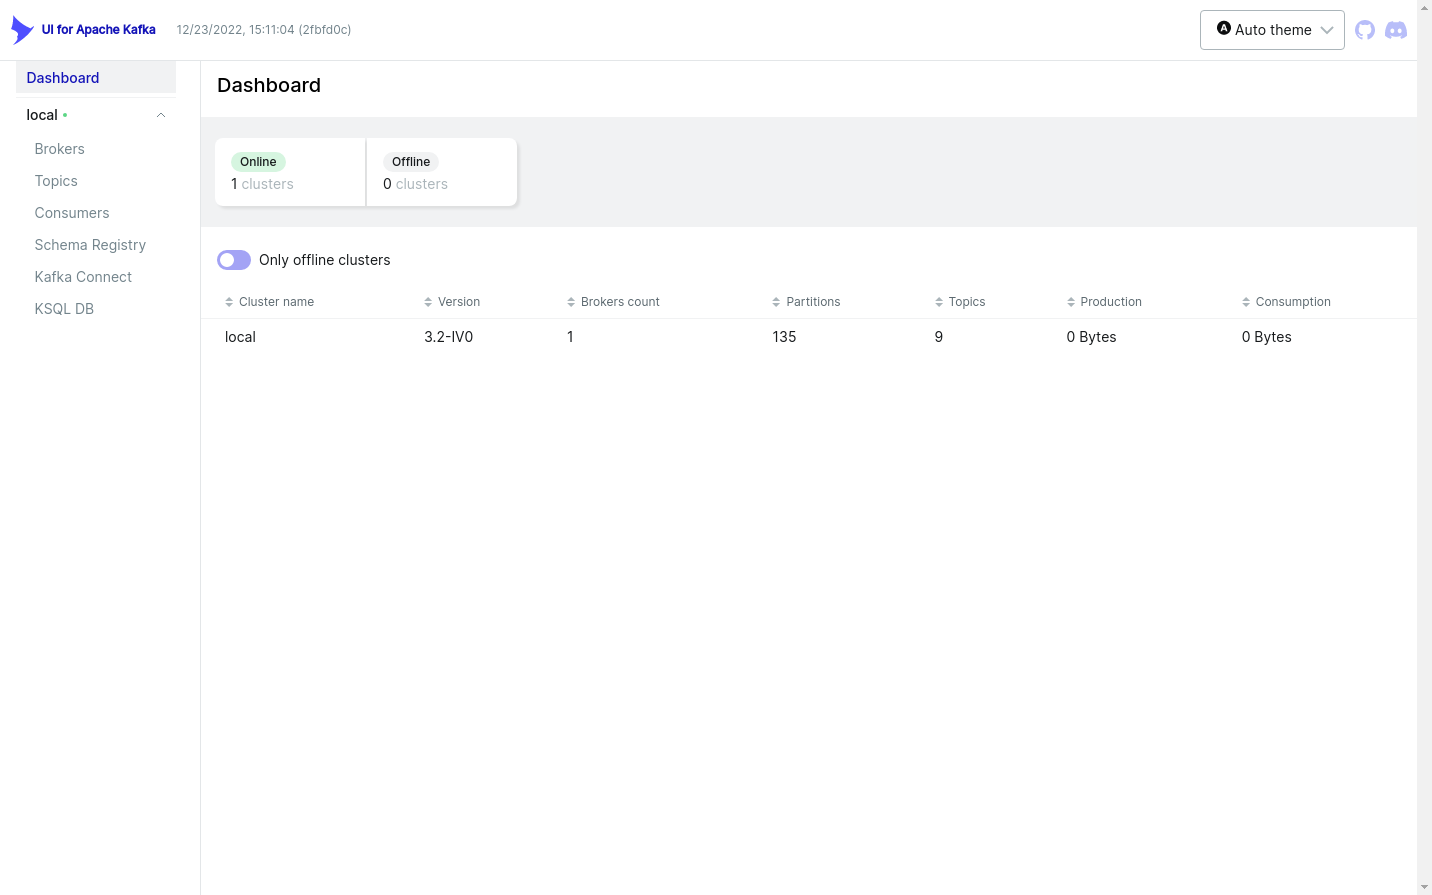 UI for Apache Kafka 12/23/2022, 15:11:04 (2fbfd0c) A Auto theme
Dashboard
local
Brokers
Topics
Consumers
Schema Registry
Kafka Connect
KSQL DB
Dashboard
Online
1 clusters
Offline
0 clusters
Only offline clusters
Cluster name Version Brokers count Partitions Topics Production Consumption
local 3.2-IV0 1 135 9 0 Bytes 0 Bytes